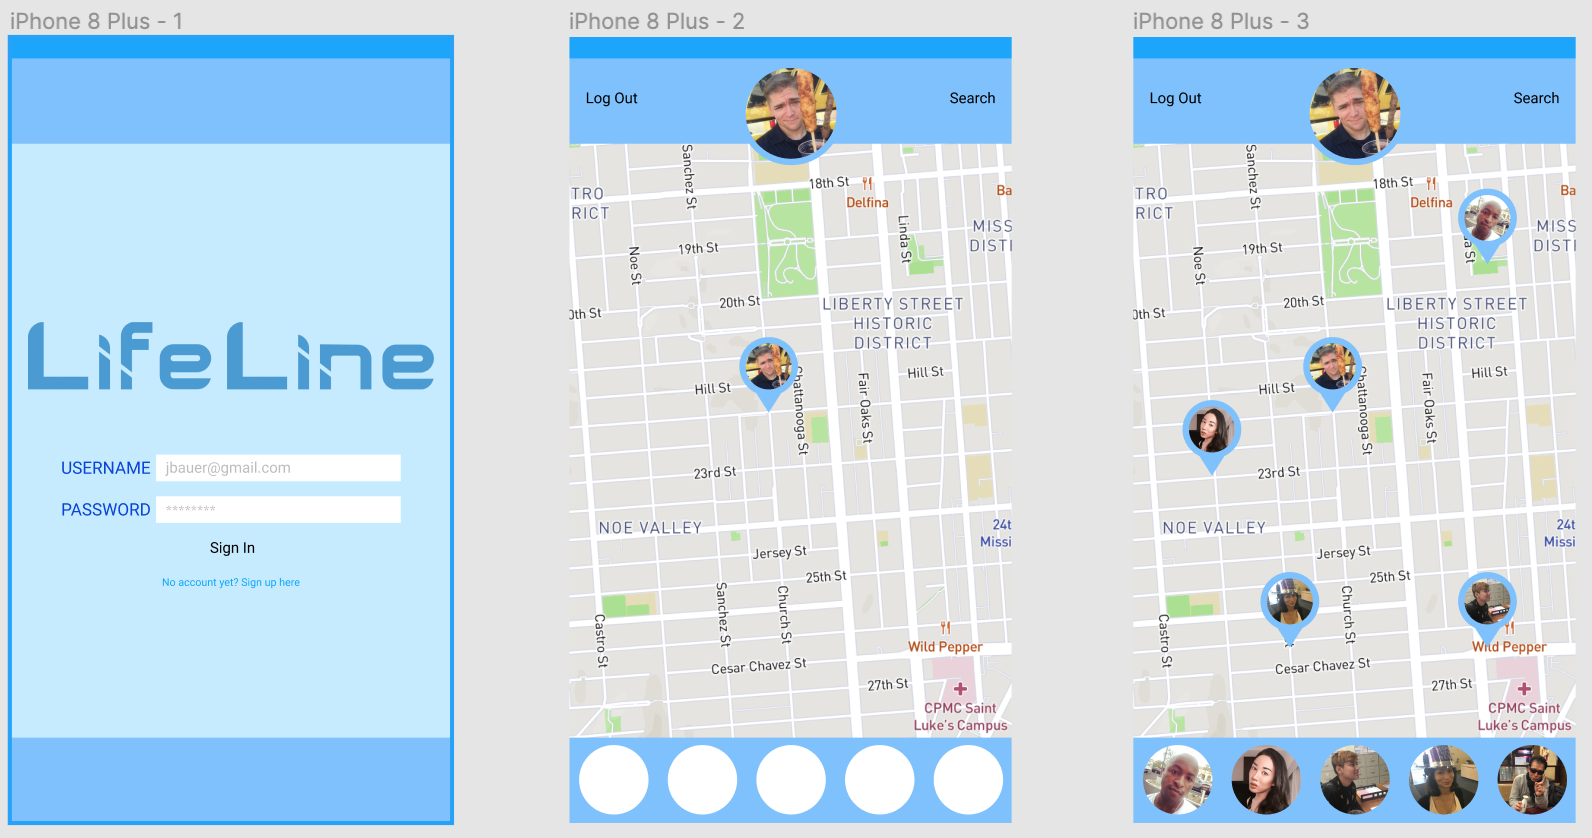 iPhone 8 Plus - 1
LifeLine
USERNAME jbauer@gmail.com
PASSWORD ********
Sign In
No account yet? Sign up here
iPhone 8 Plus - 2
Log Out
Search
Sanchez St
18th St
TRO
RICT
Delfina
Ba
Linda St
MISS
DISTI
19th St
Noe St
20th St
0th St
LIBERTY STREET
HISTORIC
DISTRICT
Hill St
Hill St
Chattanooga St
Fair Oaks St
23rd St
NOE VALLEY
24t
Missi
Jersey St
25th St
Sanchez St
Church St
Castro St
Wild Pepper
Cesar Chavez St
27th St
CPMC Saint
Luke's Campus
iPhone 8 Plus - 3
Log Out
Search
Sanchez St
18th St
TRO
RICT
Delfina
Ba
a St
MISS
DISTI
19th St
Noe St
20th St
0th St
LIBERTY STREET
HISTORIC
DISTRICT
Hill St
Hill St
Chattanooga St
Fair Oaks St
23rd St
NOE VALLEY
24t
Missi
Jersey St
25th St
Church St
Castro St
Wild Pepper
Cesar Chavez St
27th St
CPMC Saint
Luke's Campus